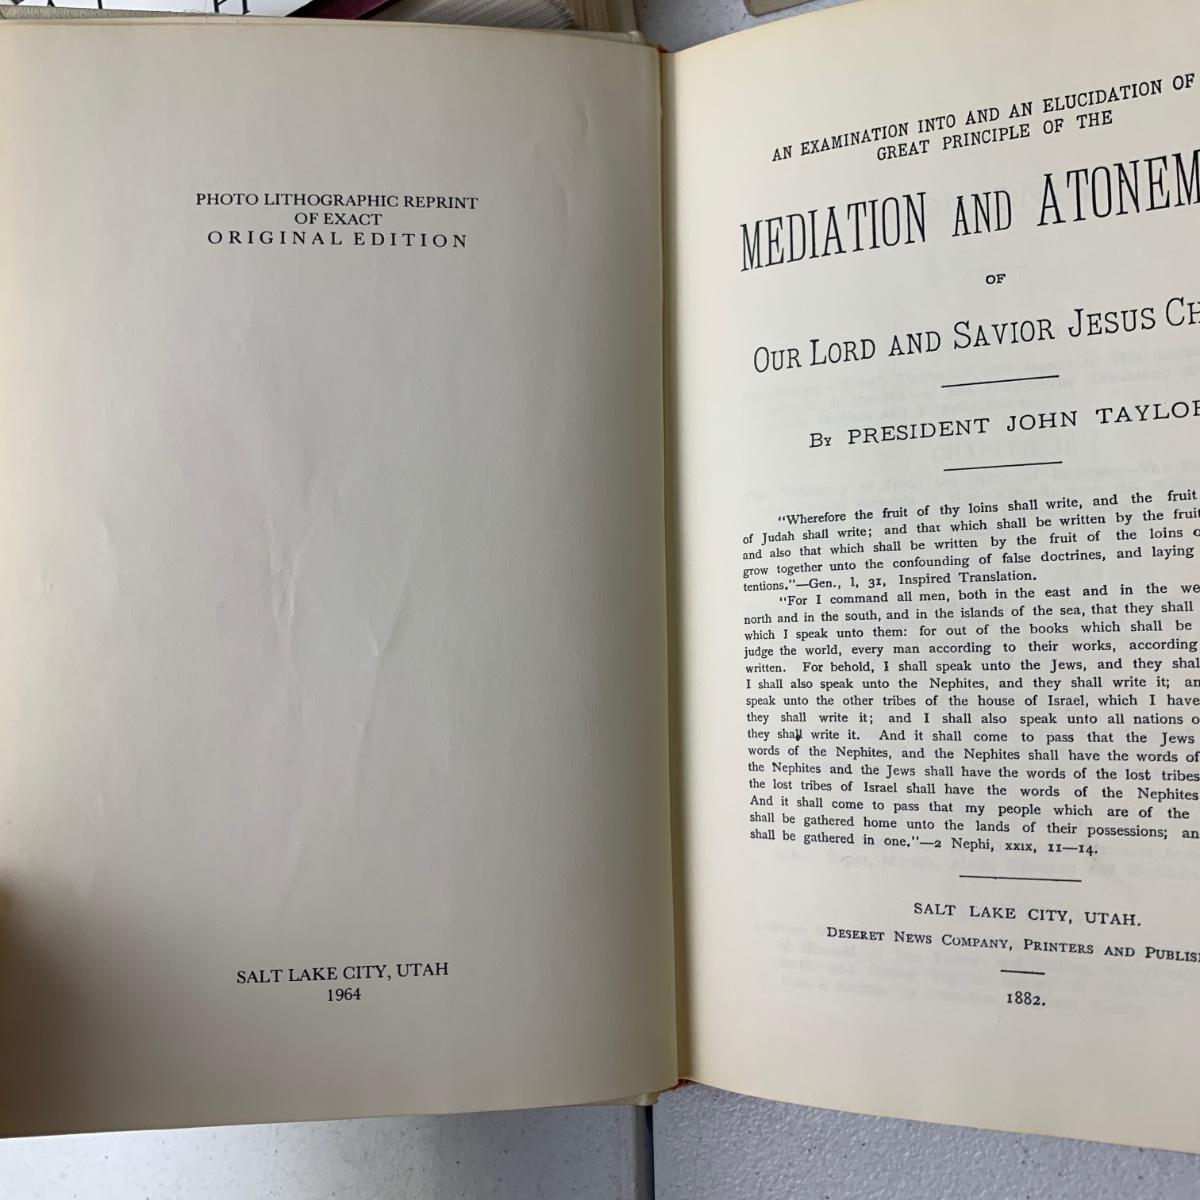 PHOTO LITHOGRAPHIC REPRINT
OF EXACT
ORIGINAL EDITION
SALT LAKE CITY, UTAH
1964
AN EXAMINATION INTO AND AN ELUCIDATION OF
GREAT PRINCIPLE OF THE
MEDIATION AND ATONEM
OF
OUR LORD AND SAVIOR JESUS CH
BY PRESIDENT JOHN TAYLOR
"Wherefore the fruit of thy loins shall write, and the fruit
of Judah shall write; and that which shall be written by the fruit
and also that which shall be written by the fruit of the loins o
grow together unto the confounding of false doctrines, and laying
tentions."—Gen., l, 31, Inspired Translation.
"For I command all men, both in the east and in the we
north and in the south, and in the islands of the sea, that they shall
which I speak unto them: for out of the books which shall be
judge the world, every man according to their works, according
written. For behold, I shall speak unto the Jews, and they shal
I shall also speak unto the Nephites, and they shall write it; an
speak unto the other tribes of the house of Israel, which I have
they shall write it; and I shall also speak unto all nations o
they shall write it. And it shall come to pass that the Jews
words of the Nephites, and the Nephites shall have the words of
the Nephites and the Jews shall have the words of the lost tribes
the lost tribes of Israel shall have the words of the Nephites
And it shall come to pass that my people which are of the
shall be gathered home unto the lands of their possessions; an
shall be gathered in one."—2 Nephi, xxix, 11—14.
SALT LAKE CITY, UTAH.
DESERET NEWS COMPANY, PRINTERS AND PUBLIS
1882.